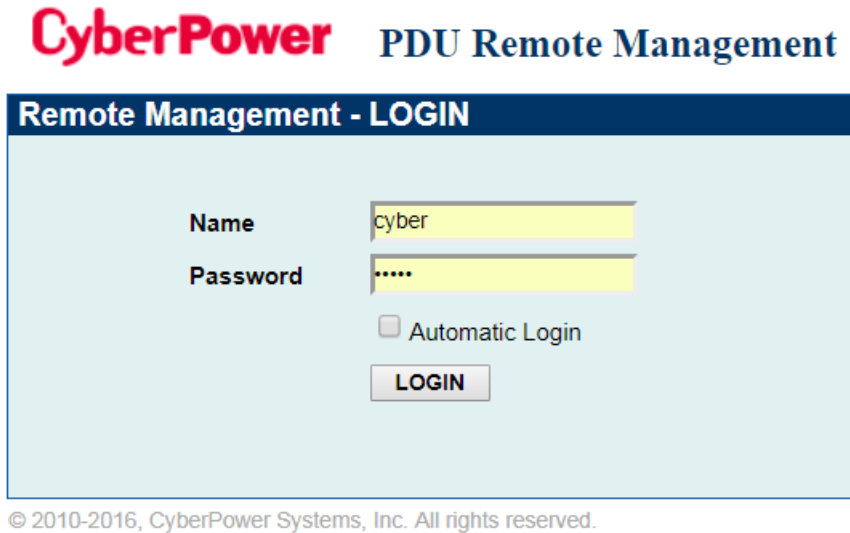 CyberPower PDU Remote Management
Remote Management - LOGIN
Name cyber
Password •••••
Automatic Login
LOGIN
© 2010-2016, CyberPower Systems, Inc. All rights reserved.